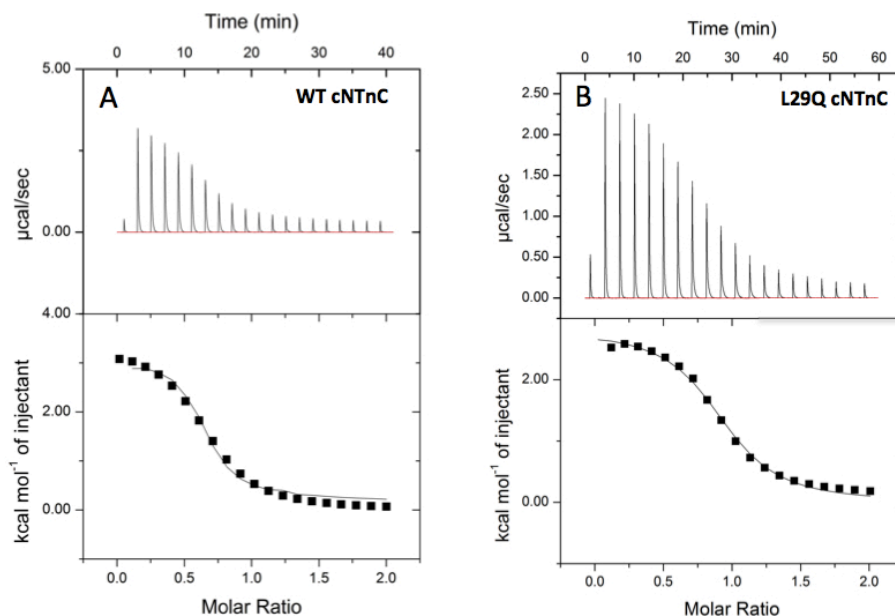 Time (min)
0 10 20 30 40
5.00
A
WT cNTnC
µcal/sec
0.00
4.00
kcal mol⁻¹ of injectant
2.00
0.00
0.0 0.5 1.0 1.5 2.0
Molar Ratio
Time (min)
0 10 20 30 40 50 60
B
L29Q cNTnC
2.50
2.00
1.50
µcal/sec
1.00
0.50
0.00
kcal mol⁻¹ of injectant
2.00
0.00
0.0 0.5 1.0 1.5 2.0
Molar Ratio